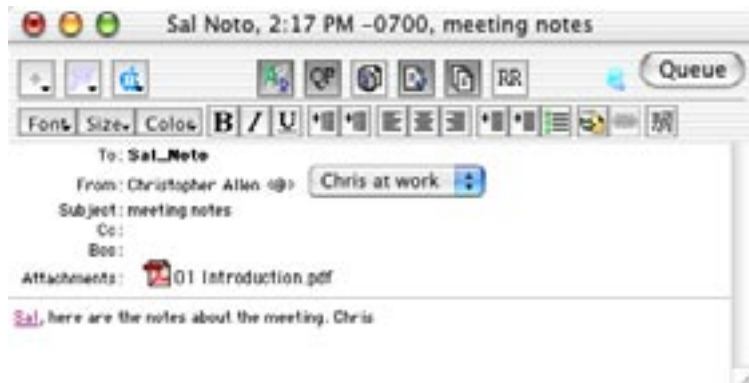 Sal Noto, 2:17 PM -0700, meeting notes
QP RR Queue
Font Size Color B I U
To: Sal_Noto
From: Christopher Allen <@> Chris at work
Subject: meeting notes
Cc:
Bcc:
Attachments: 01 Introduction.pdf
Sal, here are the notes about the meeting. Chris